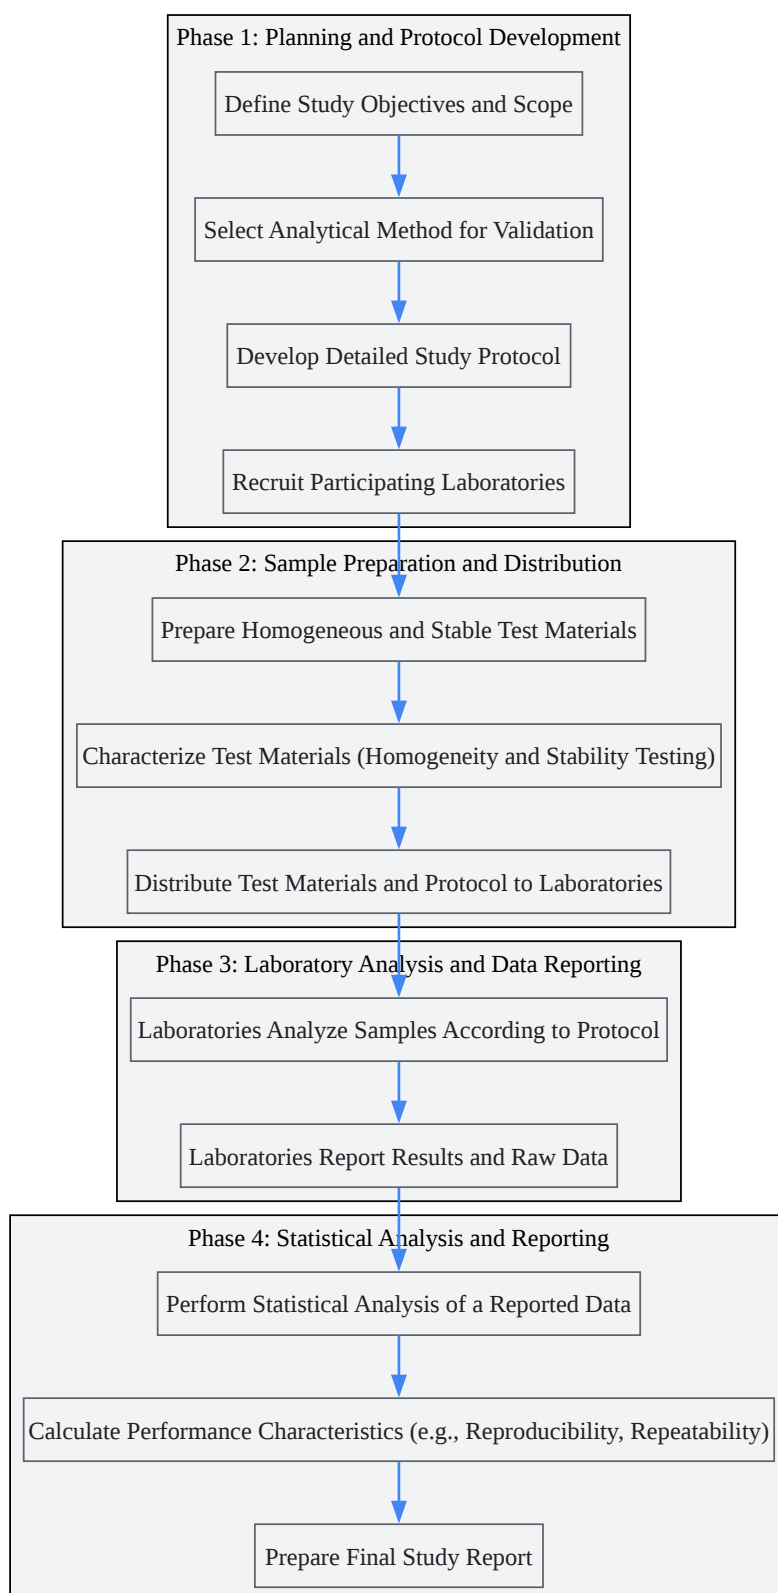 Phase 1: Planning and Protocol Development
Define Study Objectives and Scope
Select Analytical Method for Validation
Develop Detailed Study Protocol
Recruit Participating Laboratories
Phase 2: Sample Preparation and Distribution
Prepare Homogeneous and Stable Test Materials
Characterize Test Materials (Homogeneity and Stability Testing)
Distribute Test Materials and Protocol to Laboratories
Phase 3: Laboratory Analysis and Data Reporting
Laboratories Analyze Samples According to Protocol
Laboratories Report Results and Raw Data
Phase 4: Statistical Analysis and Reporting
Perform Statistical Analysis of a Reported Data
Calculate Performance Characteristics (e.g., Reproducibility, Repeatability)
Prepare Final Study Report